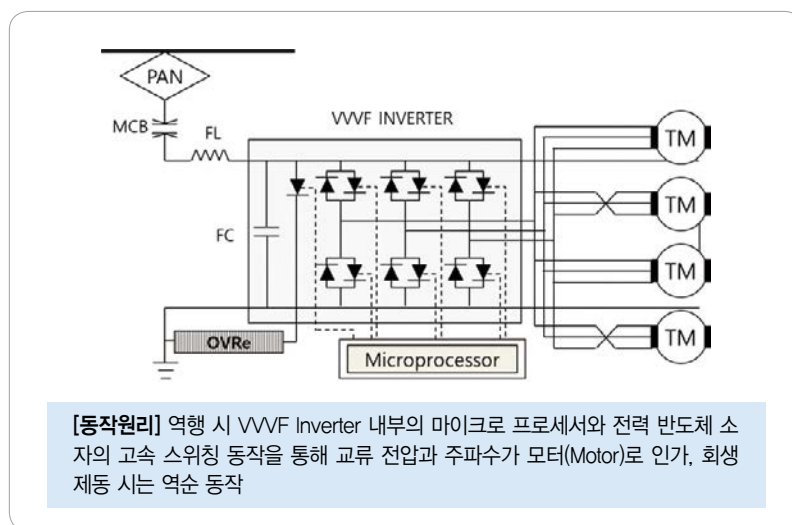 PAN
MCB
FL
VVVF INVERTER
FC
TM
TM
TM
TM
OVRe
Microprocessor
[동작원리] 역행 시 VVVF Inverter 내부의 마이크로 프로세서와 전력 반도체 소
자의 고속 스위칭 동작을 통해 교류 전압과 주파수가 모터(Motor)로 인가, 회생
제동 시는 역순 동작